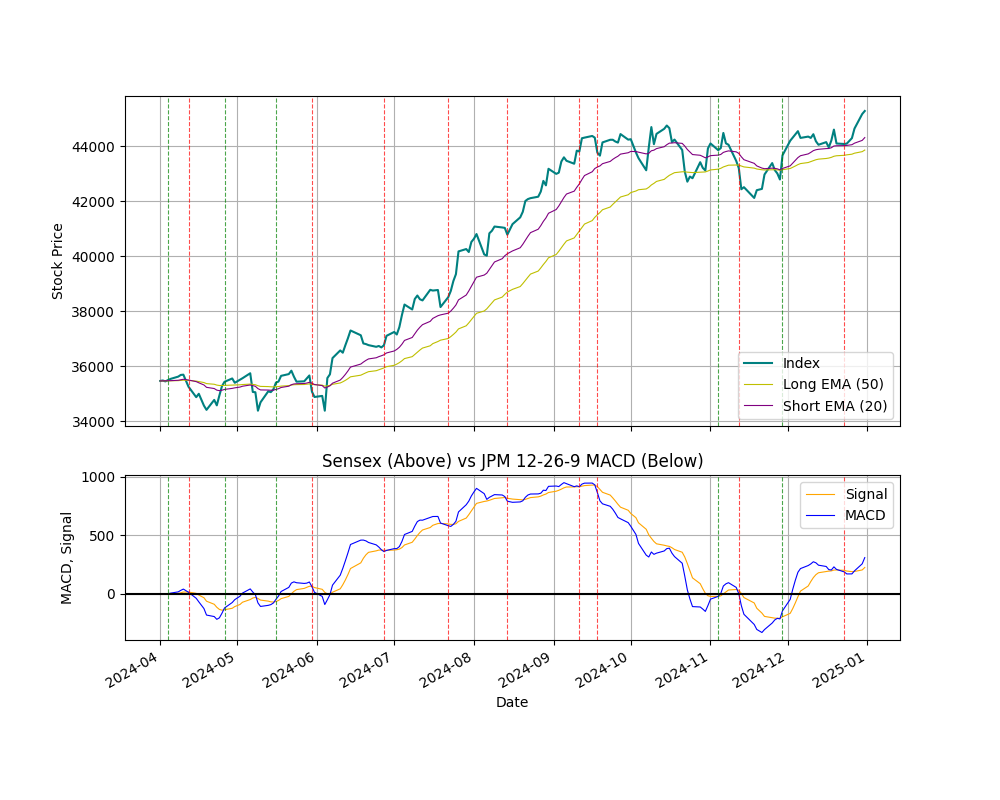 44000
42000
40000
38000
36000
34000
Stock Price
Index
Long EMA (50)
Short EMA (20)
Sensex (Above) vs JPM 12-26-9 MACD (Below)
1000
500
0
MACD, Signal
Signal
MACD
2024-04
2024-05
2024-06
2024-07
2024-08
2024-09
2024-10
2024-11
2024-12
2025-01
Date